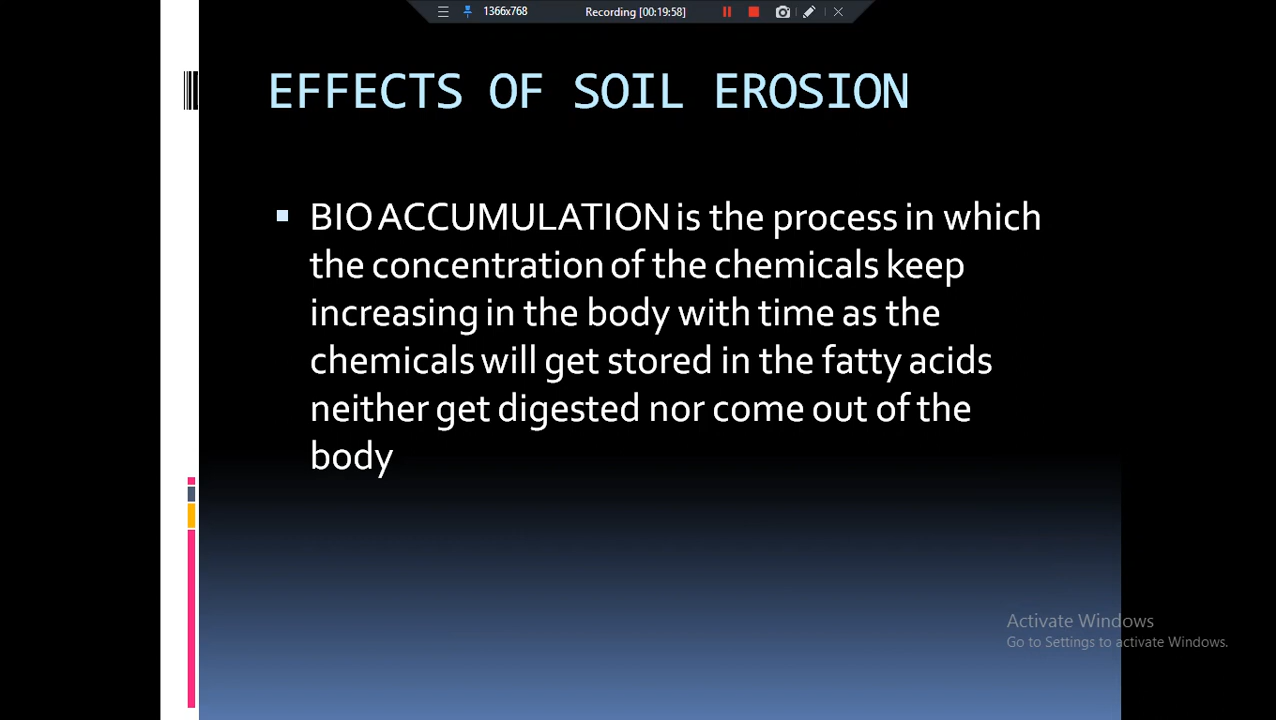 1366x768
Recording [00:19:58]
EFFECTS OF SOIL EROSION
BIO ACCUMULATION is the process in which
the concentration of the chemicals keep
increasing in the body with time as the
chemicals will get stored in the fatty acids
neither get digested nor come out of the
body
Activate Windows
Go to Settings to activate Windows.